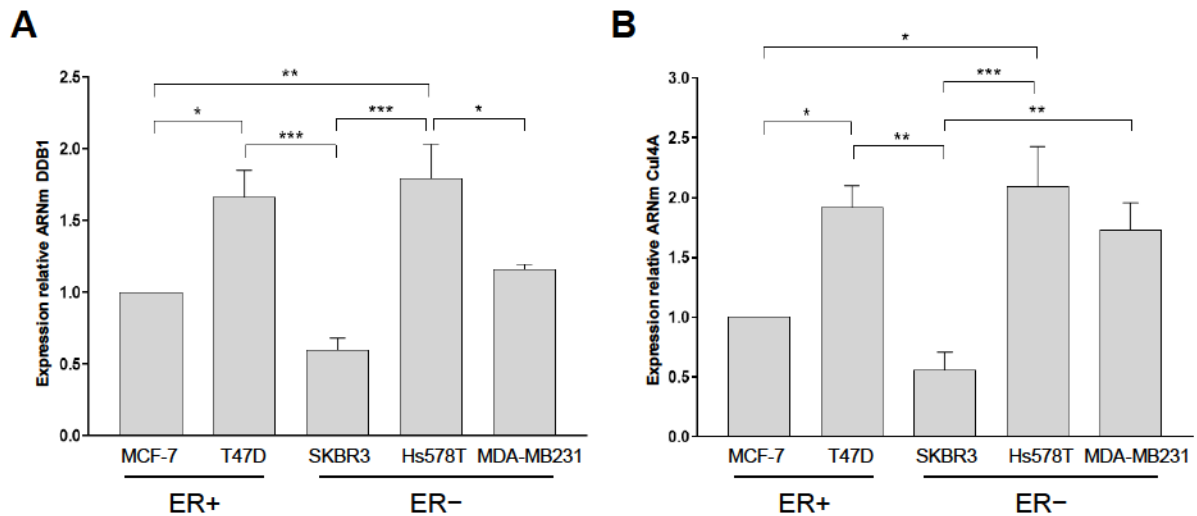 A
Expression relative ARNm DDB1
2.5
2.0
1.5
1.0
0.5
0.0
**
*
***
***
*
MCF-7 T47D SKBR3 Hs578T MDA-MB231
ER+ ER−
B
Expression relative ARNm Cul4A
3.0
2.5
2.0
1.5
1.0
0.5
0.0
*
***
*
**
**
MCF-7 T47D SKBR3 Hs578T MDA-MB231
ER+ ER−